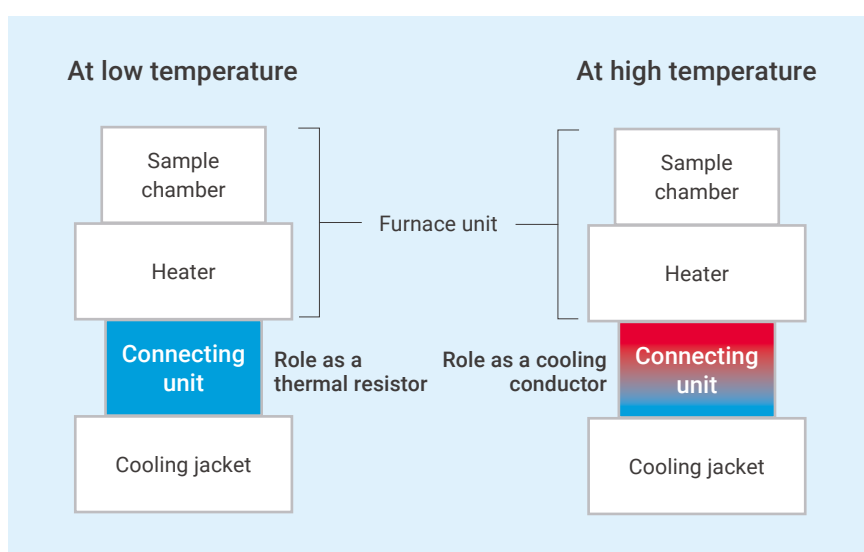 At low temperature
At high temperature
Sample
chamber
Heater
Connecting
unit
Role as a
thermal resistor
Cooling jacket
Furnace unit
Sample
chamber
Heater
Role as a cooling
conductor
Connecting
unit
Cooling jacket